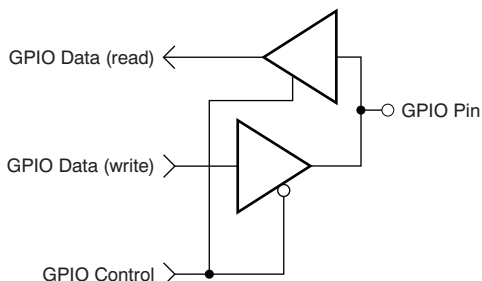 GPIO Data (read)
GPIO Pin
GPIO Data (write)
GPIO Control